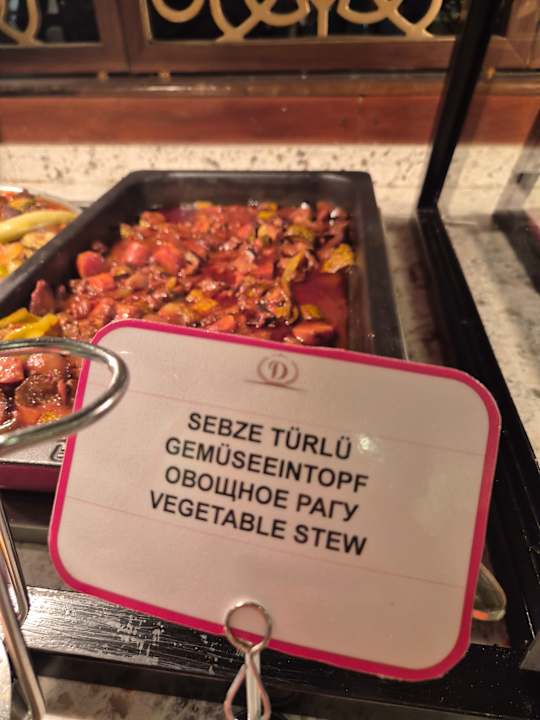 D
SEBZE TÜRLÜ
GEMÜSEEINTOPF
ОВОЩНОЕ РАГУ
VEGETABLE STEW